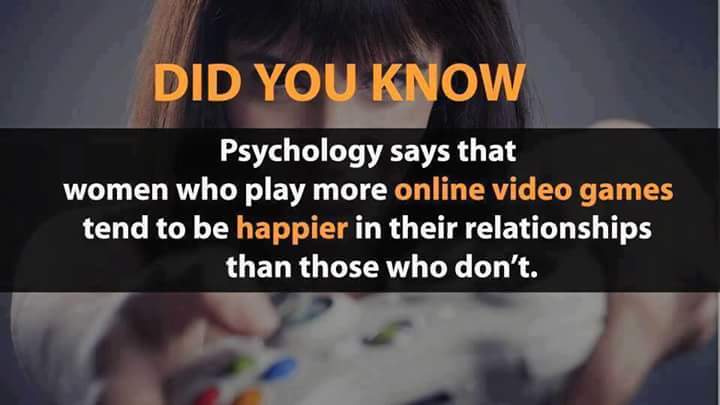 DID YOU KNOW
Psychology says that
women who play more online video games
tend to be happier in their relationships
than those who don't.